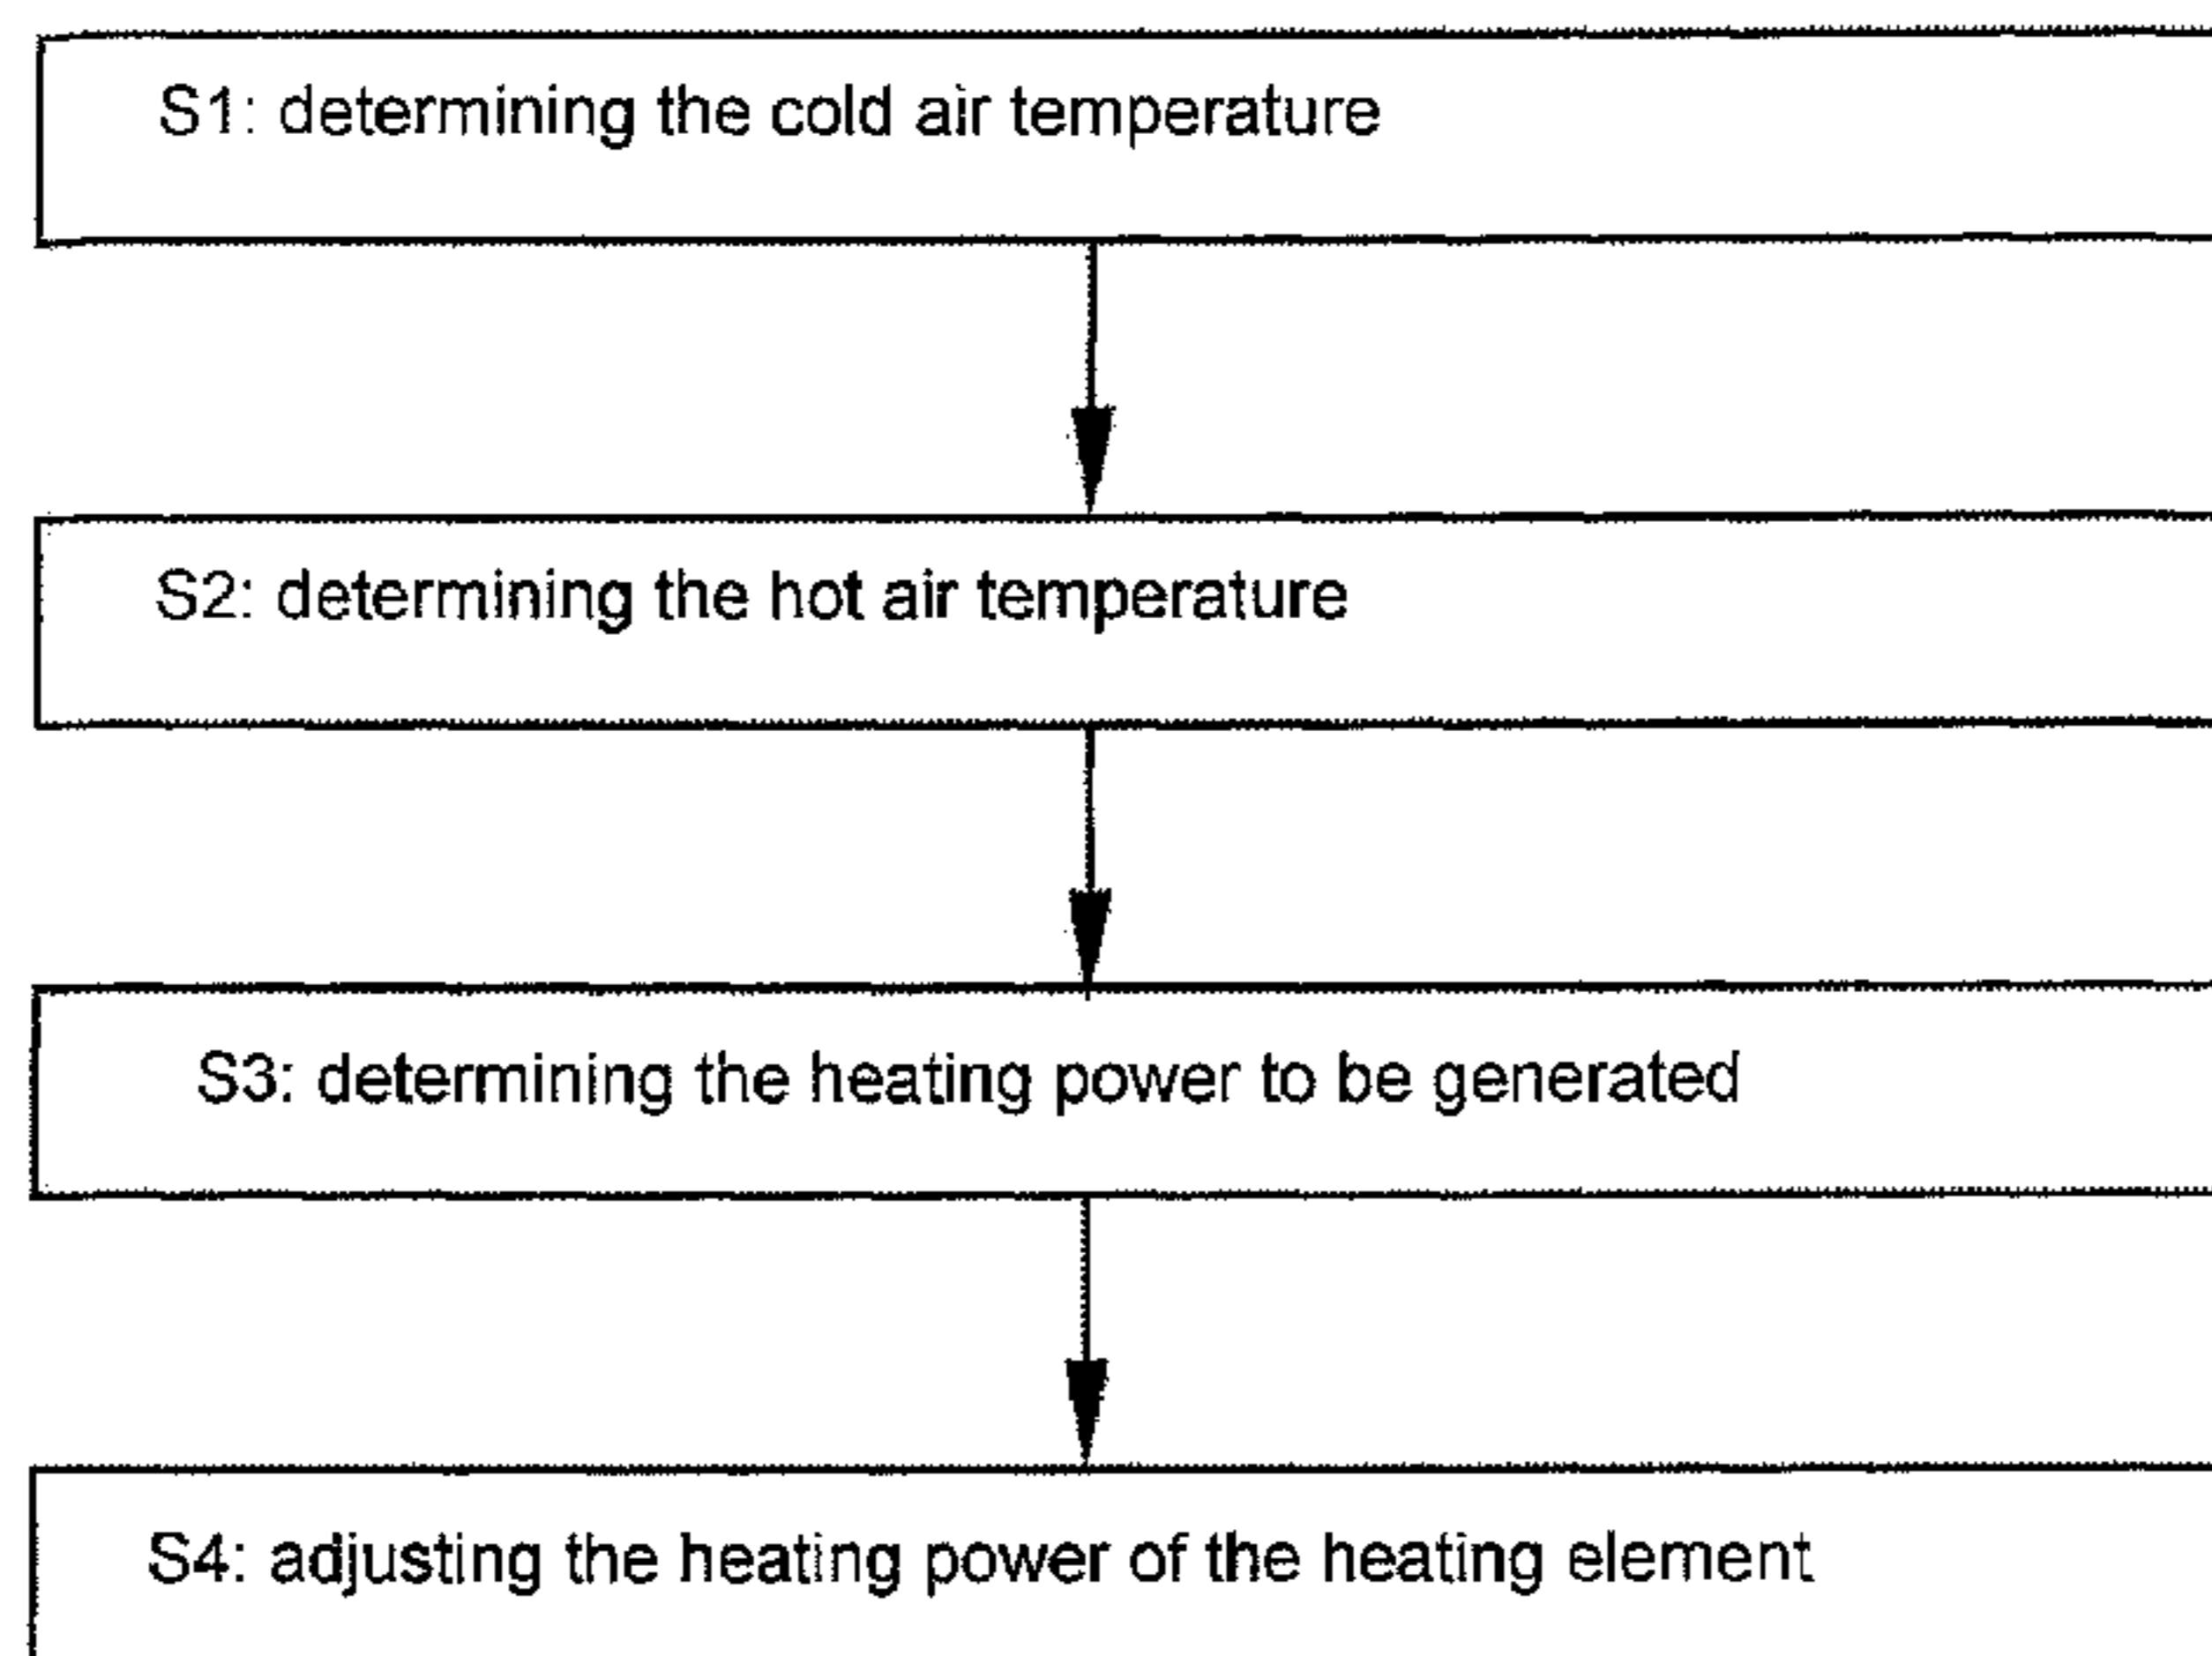 S1: determining the cold air temperature
S2: determining the hot air temperature
S3: determining the heating power to be generated
S4: adjusting the heating power of the heating element